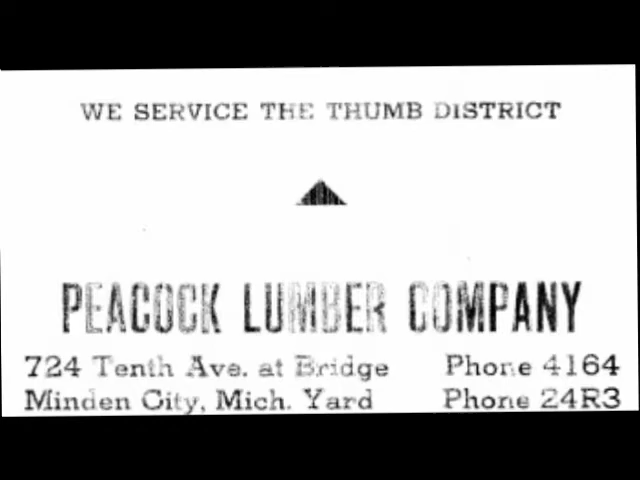 WE SERVICE THE THUMB DISTRICT
PEACOCK LUMBER COMPANY
724 Tenth Ave. at Bridge Phone 4164
Minden City, Mich. Yard Phone 24R3